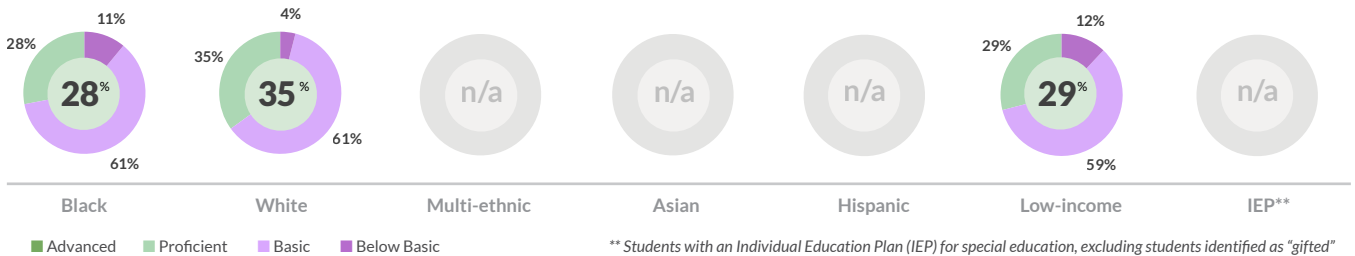 11%
28%
28%
61%
4%
35%
35%
61%
n/a
n/a
n/a
12%
29%
29%
59%
n/a
Black White Multi-ethnic Asian Hispanic Low-income IEP**
Advanced Proficient Basic Below Basic
** Students with an Individual Education Plan (IEP) for special education, excluding students identified as “gifted”